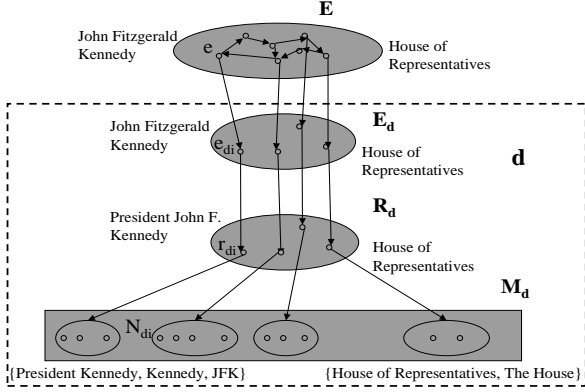 E
John Fitzgerald
Kennedy
e
House of
Representatives
John Fitzgerald
Kennedy
E_d
e_di
House of
Representatives
d
President John F.
Kennedy
R_d
r_di
House of
Representatives
M_d
N_di
{President Kennedy, Kennedy, JFK}
{House of Representatives, The House}